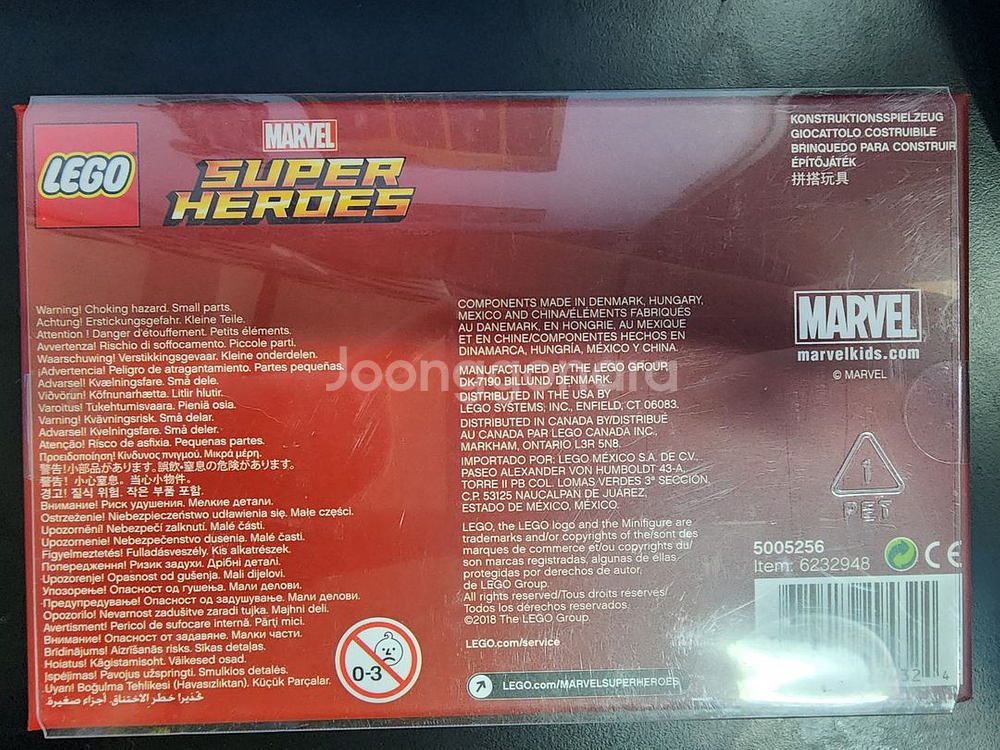 LEGO
MARVEL
SUPER
HEROES
KONSTRUKTIONSSPIELZEUG
GIOCATTOLO COSTRUIBILE
BRINQUEDO PARA CONSTRUIR
ÉPÍTŐJÁTÉK
拼搭玩具
Warning! Choking hazard. Small parts.
Achtung! Erstickungsgefahr. Kleine Teile.
Attention ! Danger d'étouffement. Petits éléments.
Avvertenza! Rischio di soffocamento. Piccole parti.
Waarschuwing! Verstikkingsgevaar. Kleine onderdelen.
¡Advertencia! Peligro de atragantamiento. Partes pequeñas.
Advarsel! Kvælningsfare. Små dele.
Viðvörun! Köfnunarhætta. Litlir hlutir.
Varoitus! Tukehtumisvaara. Pieniä osia.
Varning! Kvävningsrisk. Små delar.
Advarsel! Kvelningsfare. Små deler.
Atenção! Risco de asfixia. Pequenas partes.
Προειδοποίηση! Κίνδυνος πνιγμού. Μικρά μέρη.
警告!小部品があります。誤飲・窒息の危険があります。
警告!小心窒息。当心小物件。
경고! 질식 위험. 작은 부품 포함.
Внимание! Риск удушения. Мелкие детали.
Ostrzeżenie! Niebezpieczeństwo udławienia się. Małe części.
Upozornění! Nebezpečí zalknutí. Malé části.
Upozornenie! Nebezpečenstvo dusenia. Malé časti.
Figyelmeztetés! Fulladásveszély. Kis alkatrészek.
Попередження! Ризик задухи. Дрібні деталі.
Upozorenje! Opasnost od gušenja. Mali dijelovi.
Упозорење! Опасност од гушења. Мали делови.
Предупредување! Опасност од задушување. Мали делови.
Opozorilo! Nevarnost zadušitve zaradi tujka. Majhni deli.
Avertisment! Pericol de sufocare internă. Părți mici.
Внимание! Опасност от задавяне. Малки части.
Brīdinājums! Aizrīšanās risks. Sīkas detaļas.
Hoiatus! Kägistamisoht. Väikesed osad.
Įspėjimas! Pavojus užspringti. Smulkios detalės.
Uyarı! Boğulma Tehlikesi (Havasızlıktan). Küçük Parçalar.
تحذير! خطر الاختناق. أجزاء صغيرة.
0-3
COMPONENTS MADE IN DENMARK, HUNGARY,
MEXICO AND CHINA/ÉLÉMENTS FABRIQUÉS
AU DANEMARK, EN HONGRIE, AU MEXIQUE
ET EN CHINE/COMPONENTES HECHOS EN
DINAMARCA, HUNGRÍA, MÉXICO Y CHINA.
MANUFACTURED BY THE LEGO GROUP.
DK-7190 BILLUND, DENMARK.
DISTRIBUTED IN THE USA BY
LEGO SYSTEMS, INC., ENFIELD, CT 06083.
DISTRIBUTED IN CANADA BY/DISTRIBUÉ
AU CANADA PAR LEGO CANADA INC.,
MARKHAM, ONTARIO L3R 5N8.
IMPORTADO POR: LEGO MÉXICO S.A. DE C.V.,
PASEO ALEXANDER VON HUMBOLDT 43-A,
TORRE II PB COL. LOMAS VERDES 3ª SECCIÓN,
C.P. 53125 NAUCALPAN DE JUÁREZ,
ESTADO DE MÉXICO, MÉXICO.
LEGO, the LEGO logo and the Minifigure are
trademarks and/or copyrights of the/sont des
marques de commerce et/ou copyrights du/
son marcas registradas, algunas de ellas
protegidas por derechos de autor,
de LEGO Group.
All rights reserved/Tous droits réservés/
Todos los derechos reservados.
©2018 The LEGO Group.
LEGO.com/service
LEGO.com/MARVELSUPERHEROES
MARVEL
marvelkids.com
© MARVEL
1
PET
5005256
Item: 6232948
CE
32 4
Joonggonnara